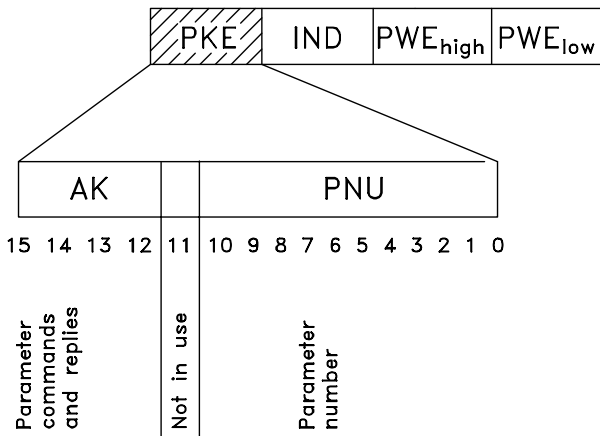 PKE IND PWEhigh PWElow
AK PNU
15 14 13 12 11 10 9 8 7 6 5 4 3 2 1 0
Parameter
commands
and replies
Not in use
Parameter
number